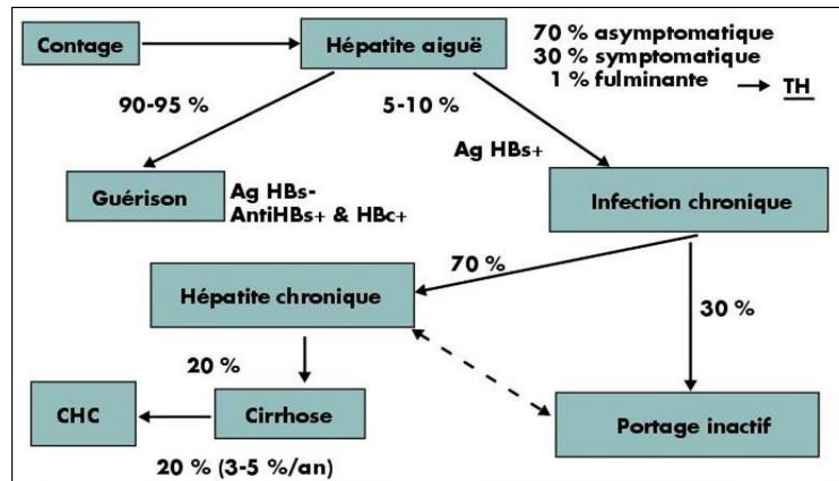 Contage
Hépatite aiguë
70 % asymptomatique
30 % symptomatique
1 % fulminante
TH
90-95 %
5-10 %
Ag HBs+
Guérison
Ag HBs-
AntiHBs+ & HBc+
Infection chronique
70 %
Hépatite chronique
30 %
20 %
CHC
Cirrhose
Portage inactif
20 % (3-5 %/an)